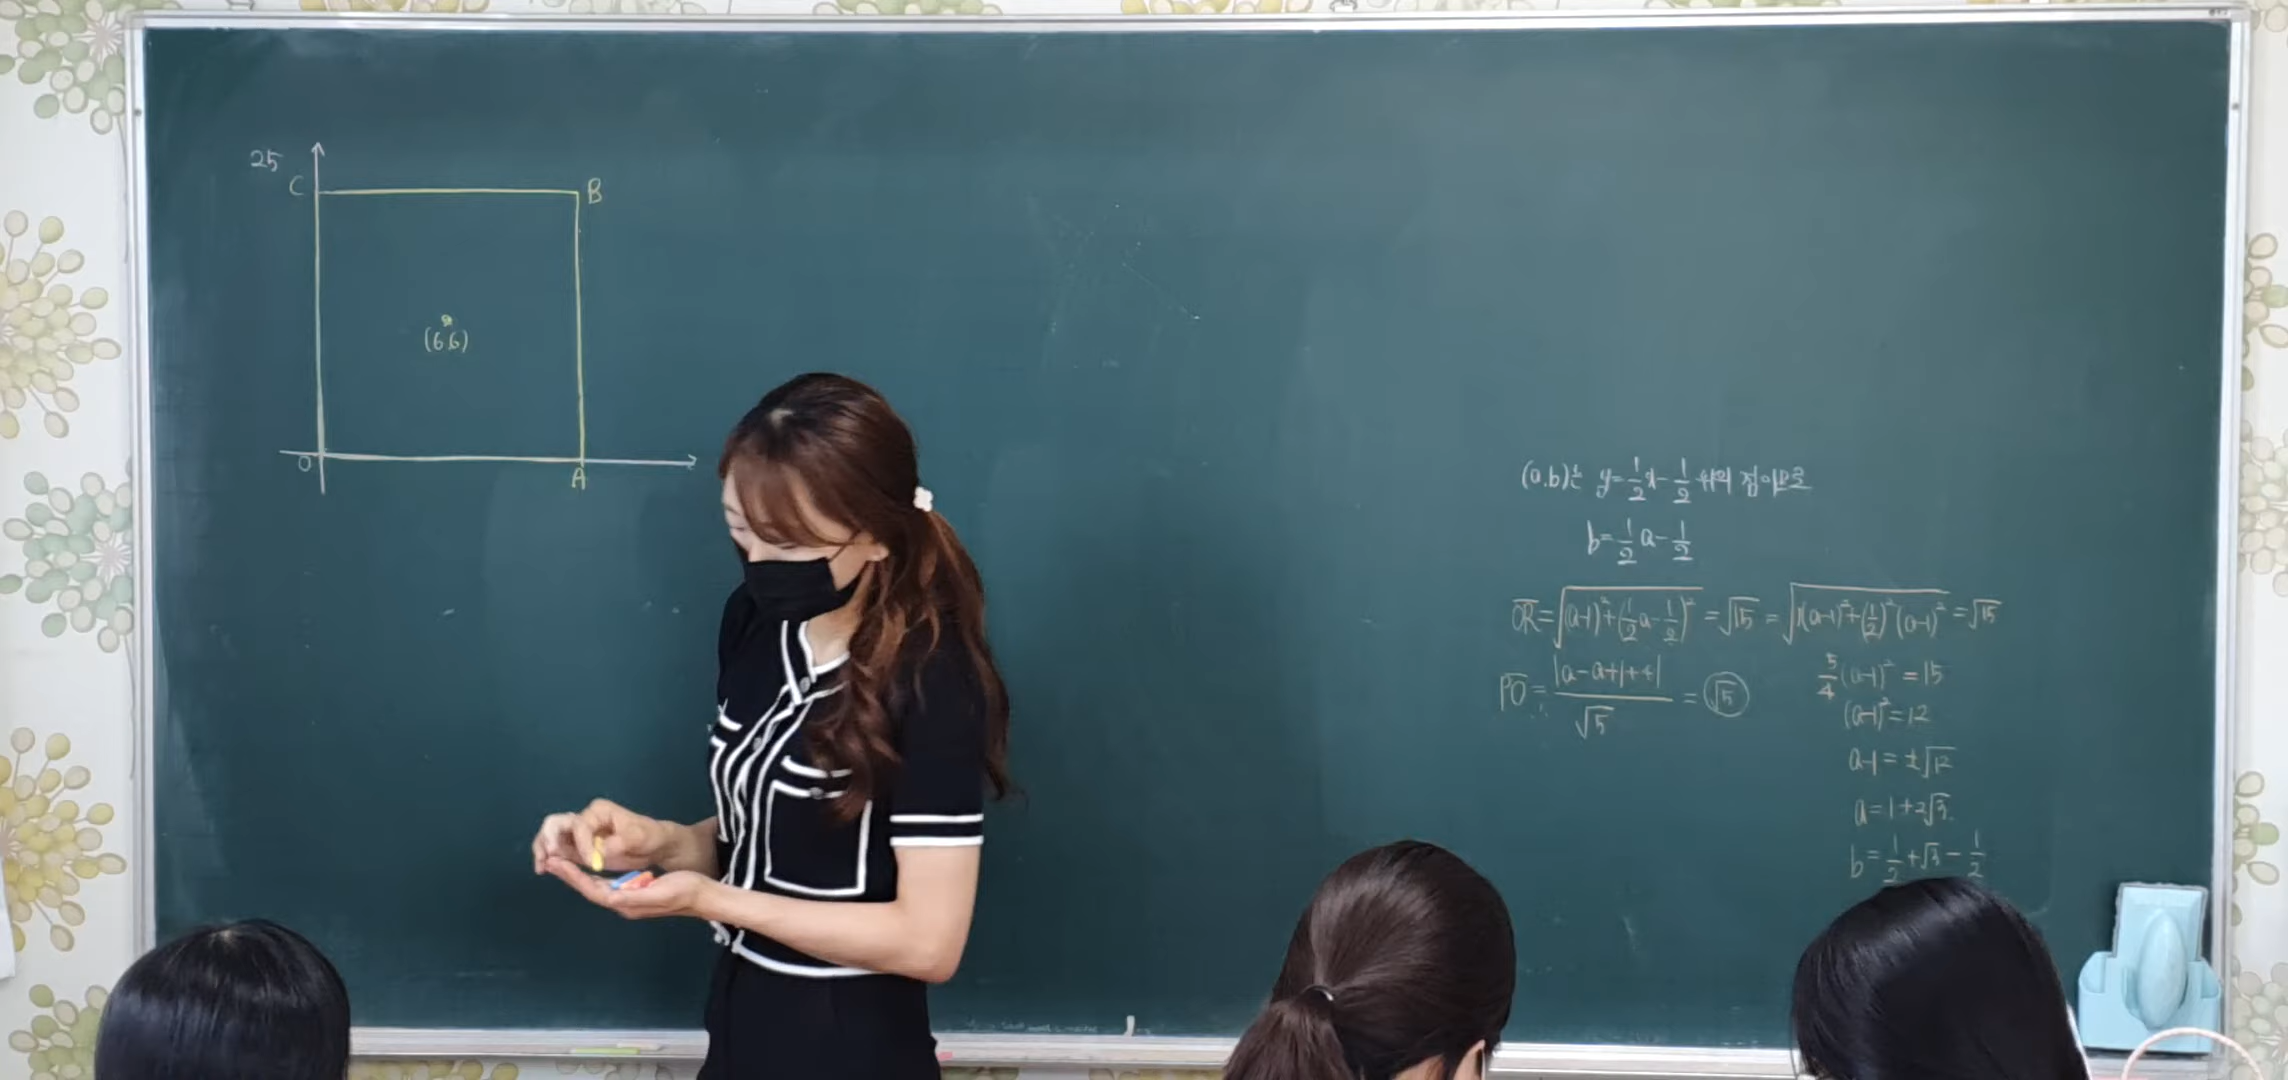 25
C
B
(6.6)
O
A
(a.b)는 y=1/2x-1/2 위의 점이므로
b=1/2a-1/2
OR=√((a-1)²+(1/2a-1/2)²)=√15=√(1(a-1)²+(1/2)²(a-1)²)=√15
PO=|a-a+1+4|/√5=√5
5/4(a-1)²=15
(a-1)²=12
a-1=±√12
a=1+2√3
b=1/2+√3-1/2